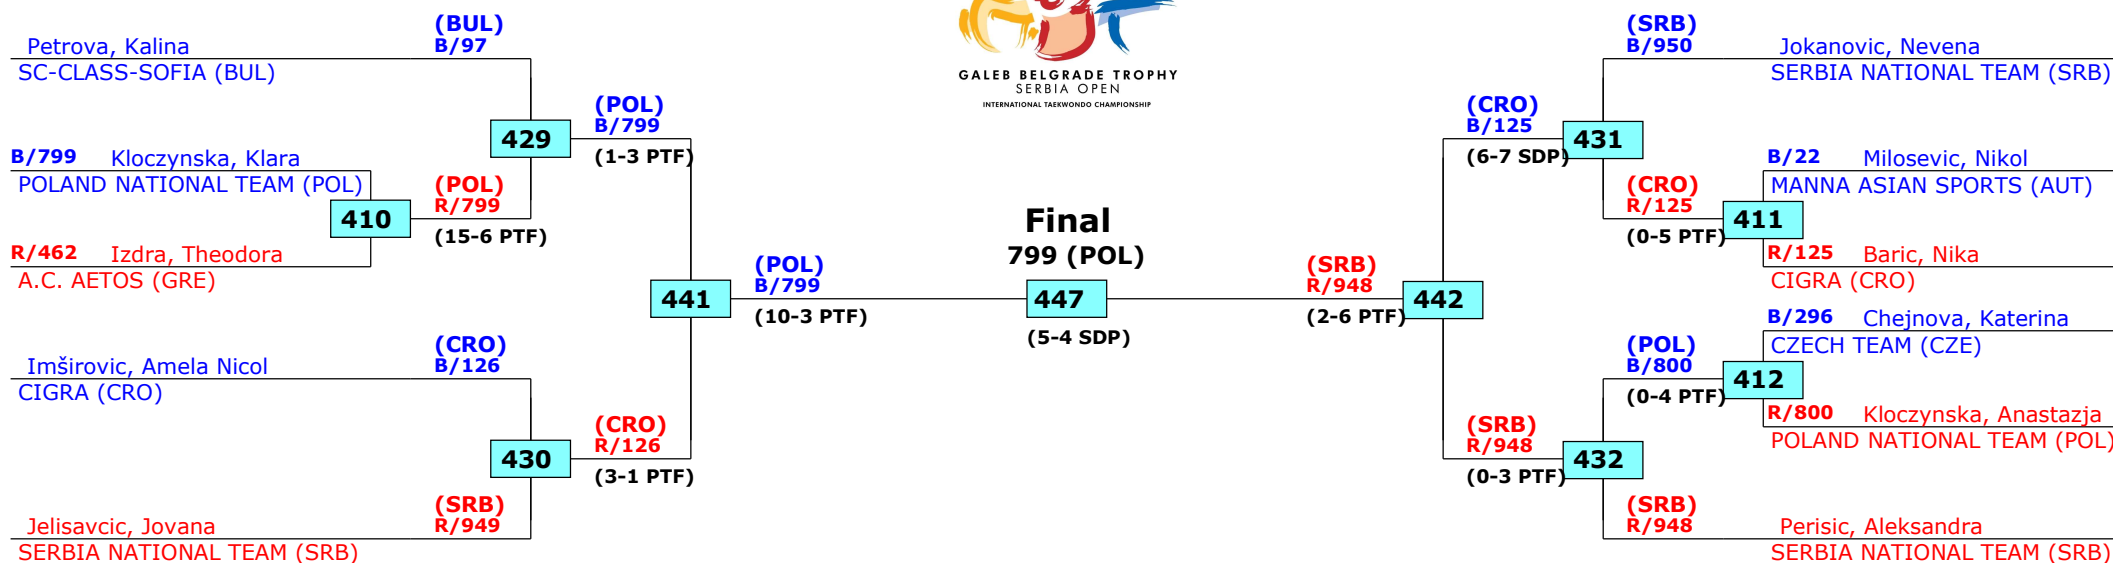 GALEB BELGRADE TROPHY
SERBIA OPEN
INTERNATIONAL TAEKWONDO CHAMPIONSHIP
Petrova, Kalina
SC-CLASS-SOFIA (BUL)
(BUL)
B/97
B/799 Kloczynska, Klara
POLAND NATIONAL TEAM (POL)
R/462 Izdra, Theodora
A.C. AETOS (GRE)
410
(POL)
R/799
(15-6 PTF)
429
(POL)
B/799
(1-3 PTF)
Imširovic, Amela Nicol
CIGRA (CRO)
(CRO)
B/126
Jelisavcic, Jovana
SERBIA NATIONAL TEAM (SRB)
(SRB)
R/949
430
(CRO)
R/126
(3-1 PTF)
441
(POL)
B/799
(10-3 PTF)
Final
799 (POL)
447
(5-4 SDP)
(SRB)
R/948
(2-6 PTF)
442
(CRO)
B/125
(6-7 SDP)
431
(SRB)
B/950
Jokanovic, Nevena
SERBIA NATIONAL TEAM (SRB)
(CRO)
R/125
(0-5 PTF)
411
B/22 Milosevic, Nikol
MANNA ASIAN SPORTS (AUT)
R/125 Baric, Nika
CIGRA (CRO)
(SRB)
R/948
(0-3 PTF)
432
(POL)
B/800
(0-4 PTF)
412
B/296 Chejnova, Katerina
CZECH TEAM (CZE)
R/800 Kloczynska, Anastazja
POLAND NATIONAL TEAM (POL)
(SRB)
R/948
Perisic, Aleksandra
SERBIA NATIONAL TEAM (SRB)